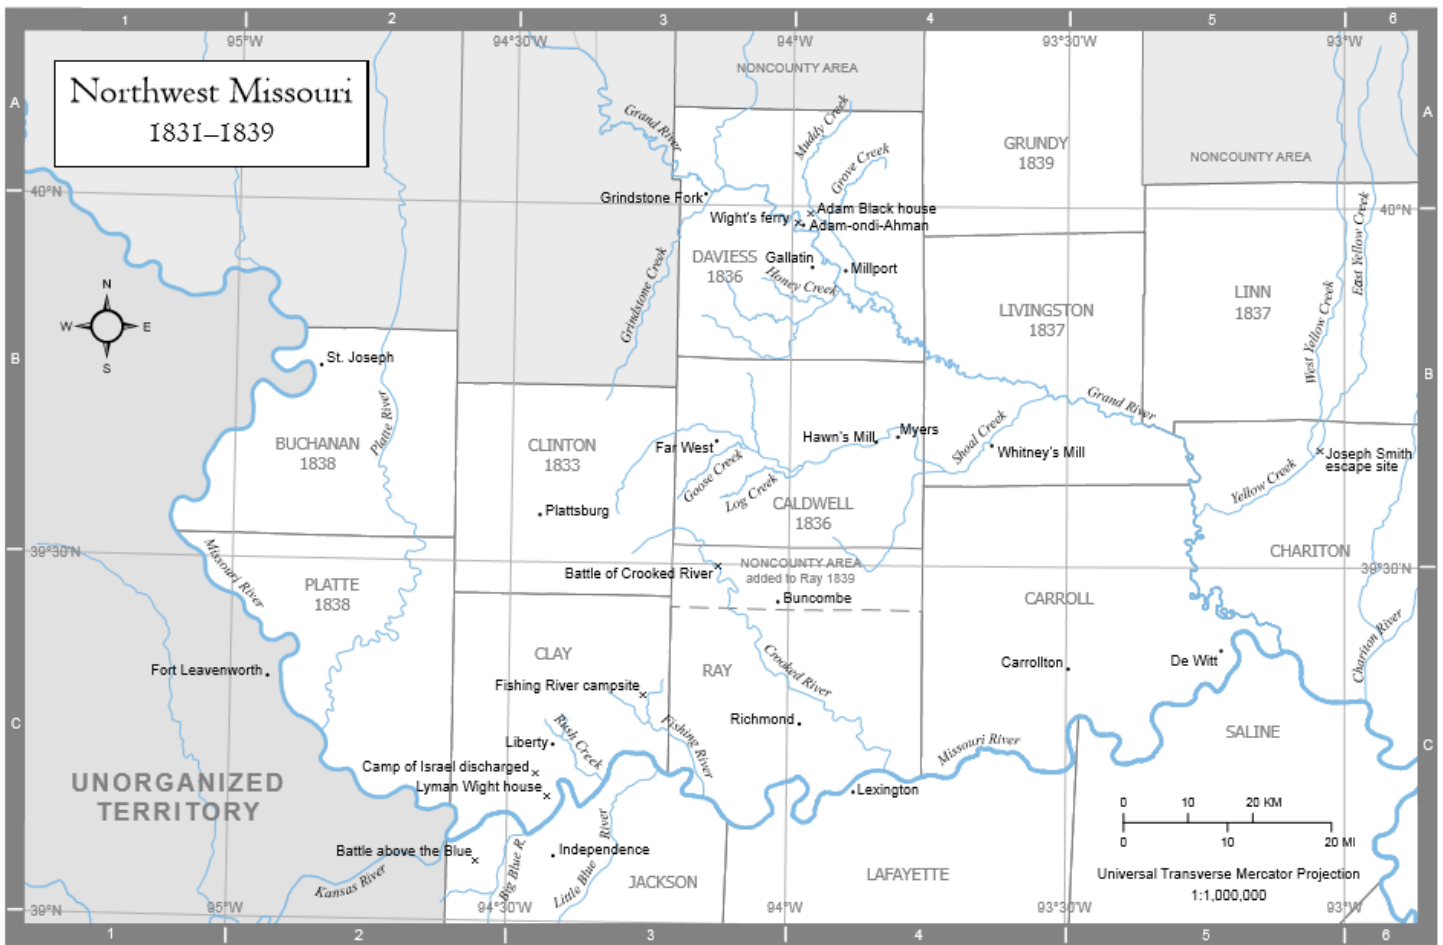 1 2 3 4 5 6
95°W 94°30'W 94°W 93°30'W 93°W
Northwest Missouri
1831–1839
NONCOUNTY AREA
A
A
Grand River
Muddy Creek
Grove Creek
GRUNDY
1839
NONCOUNTY AREA
40°N
40°N
Grindstone Fork
Adam Black house
Wight's ferry
Adam-ondi-Ahman
East Yellow Creek
DAVIESS
1836
Gallatin
Millport
Honey Creek
Grindstone Creek
N
W
E
S
LIVINGSTON
1837
LINN
1837
West Yellow Creek
B
B
St. Joseph
Platte River
Grand River
BUCHANAN
1838
CLINTON
1833
Far West
Hawn's Mill
Myers
Shoal Creek
Whitney's Mill
Joseph Smith
escape site
Goose Creek
Log Creek
Yellow Creek
CALDWELL
1836
Plattsburg
39°30'N
39°30'N
CHARITON
Missouri River
PLATTE
1838
Battle of Crooked River
NONCOUNTY AREA
added to Ray 1839
Buncombe
CARROLL
Chariton River
CLAY
RAY
Crooked River
Fort Leavenworth
Fishing River campsite
Carrollton
De Witt
Richmond
C
C
Rush Creek
Fishing River
Liberty
Missouri River
SALINE
Camp of Israel discharged
Lyman Wight house
UNORGANIZED
TERRITORY
Lexington
0 10 20 KM
0 10 20 MI
Battle above the Blue
Independence
Kansas River
Big Blue R.
Little Blue River
JACKSON
LAFAYETTE
Universal Transverse Mercator Projection
1:1,000,000
39°N
95°W 94°30'W 94°W 93°30'W 93°W
1 2 3 4 5 6